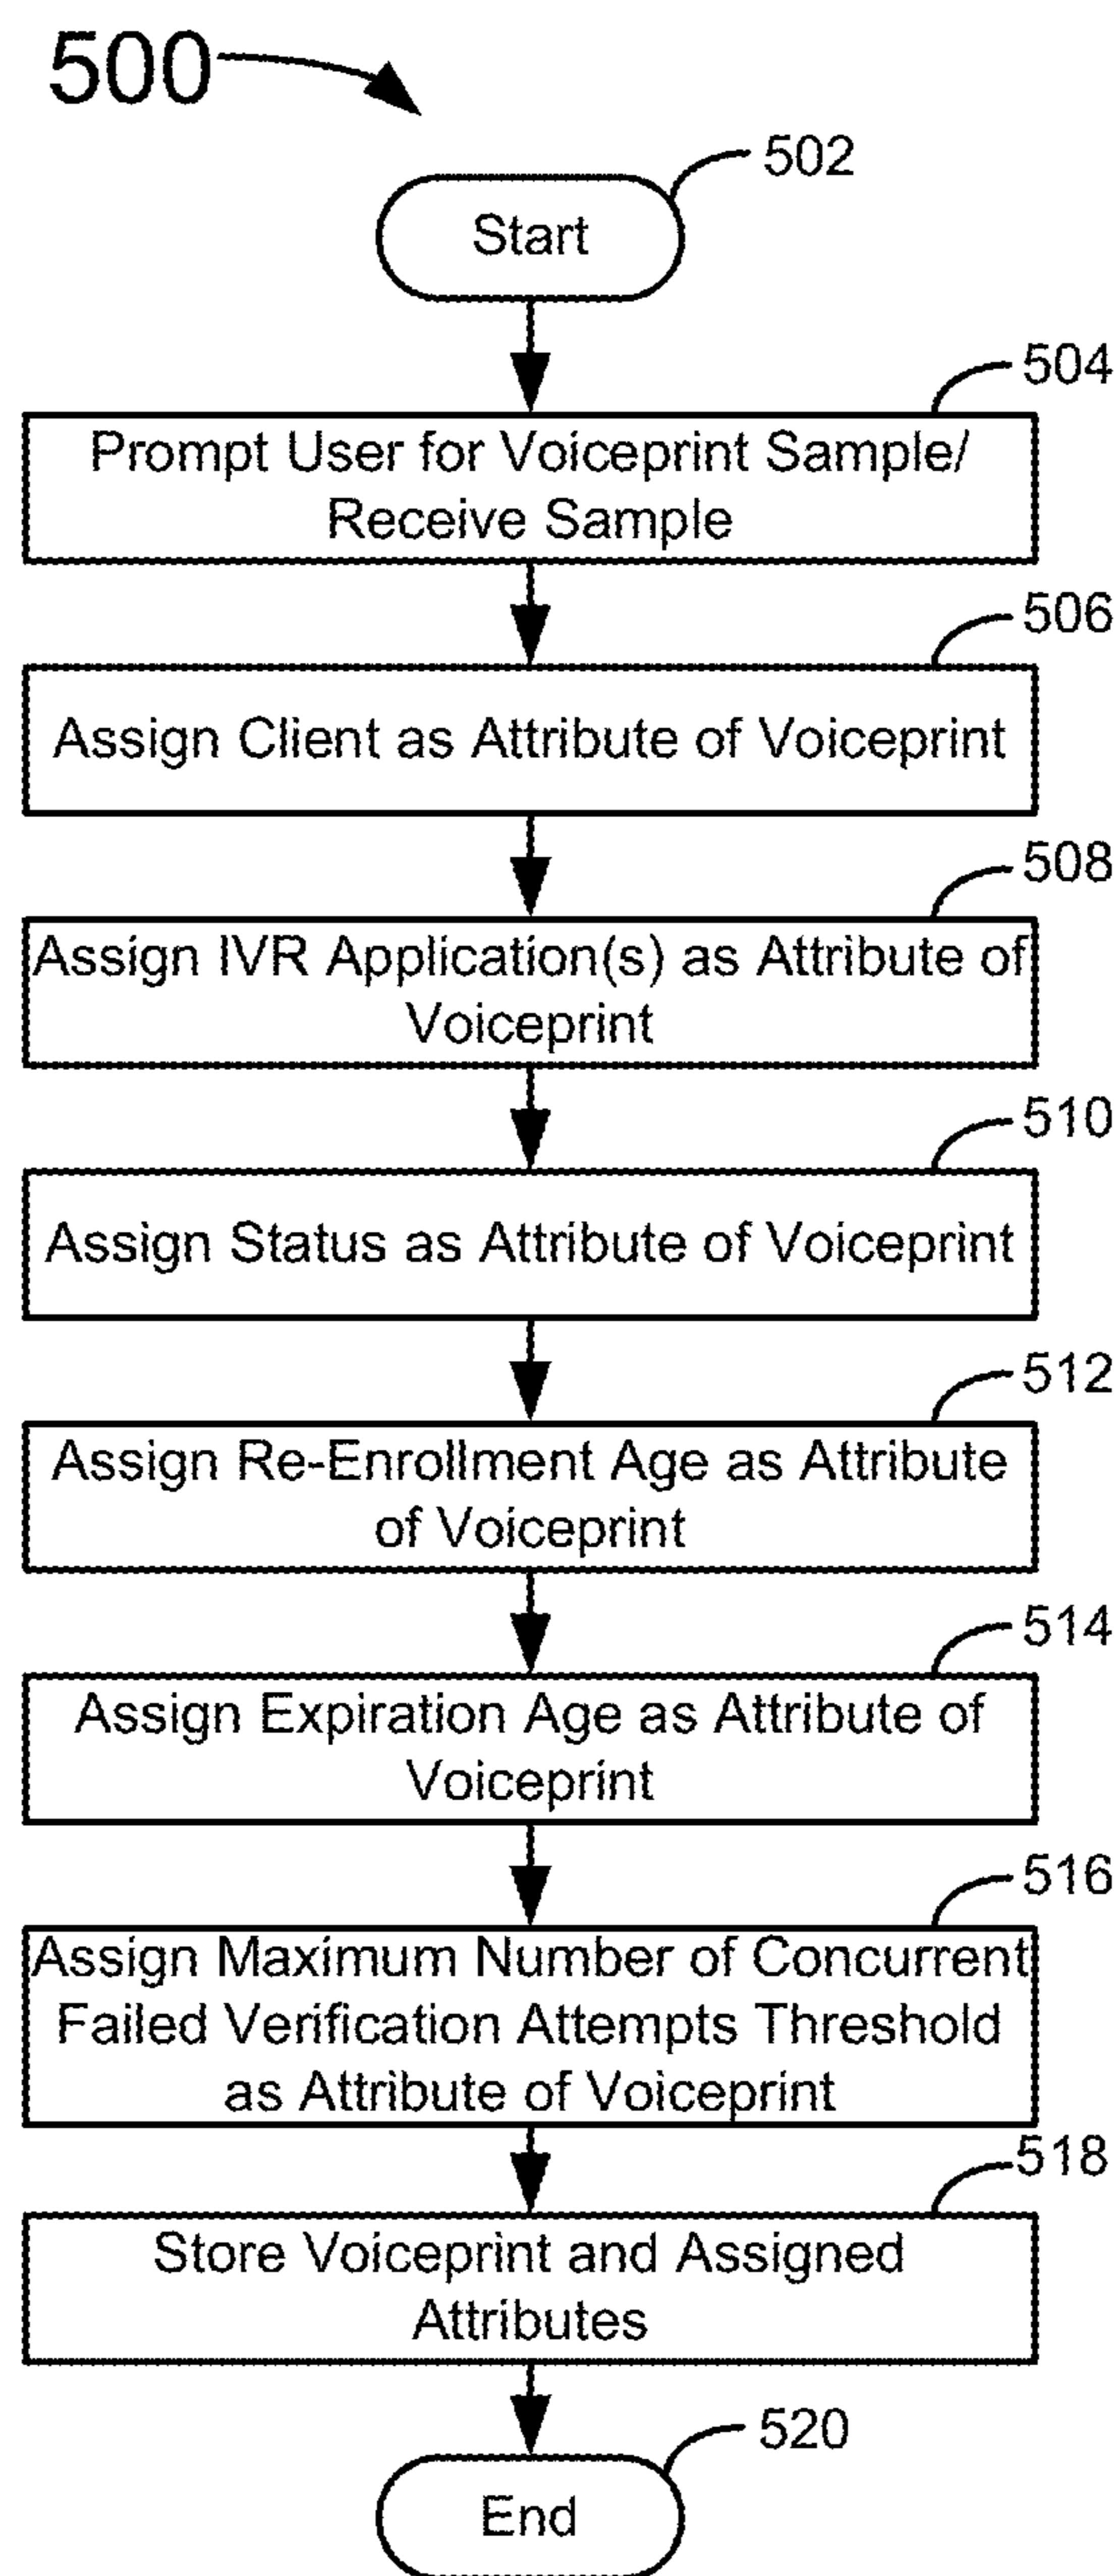 500
502
Start
504
Prompt User for Voiceprint Sample/
Receive Sample
506
Assign Client as Attribute of Voiceprint
508
Assign IVR Application(s) as Attribute of
Voiceprint
510
Assign Status as Attribute of Voiceprint
512
Assign Re-Enrollment Age as Attribute
of Voiceprint
514
Assign Expiration Age as Attribute of
Voiceprint
516
Assign Maximum Number of Concurrent
Failed Verification Attempts Threshold
as Attribute of Voiceprint
518
Store Voiceprint and Assigned
Attributes
520
End